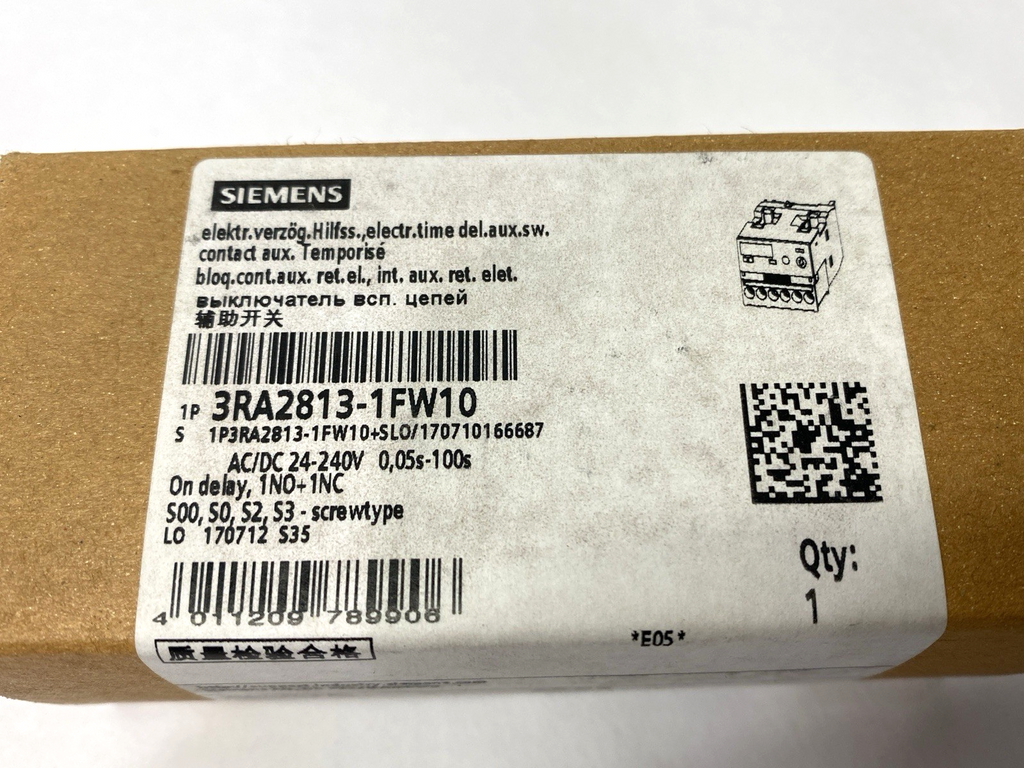 SIEMENS
elektr.verzög.Hilfss.,electr.time del.aux.sw.
contact aux. Temporisé
bloq.cont.aux. ret.el., int. aux. ret. elet.
выключатель всп. цепей
辅助开关
1P 3RA2813-1FW10
S 1P3RA2813-1FW10+SLO/170710166687
AC/DC 24-240V 0,05s-100s
On delay, 1NO+1NC
S00, S0, S2, S3 - screwtype
LO 170712 S35
Qty:
1
4 011209 789906
*E05*
质量检验合格